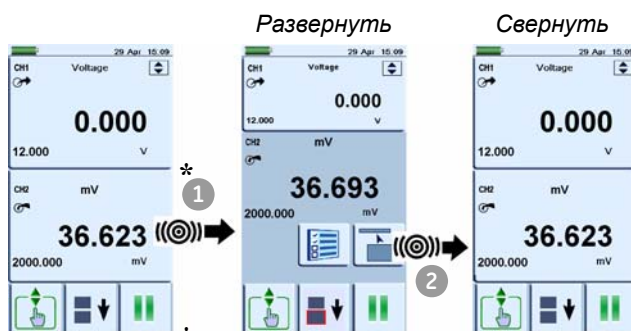 Развернуть
Свернуть
29 Apr 15:09
CH1 Voltage
0.000
12.000 V
CH2 mV
36.623
2000.000 mV
*
1
29 Apr 15:09
CH1 Voltage
0.000
12.000 V
CH2 mV
36.693
2000.000 mV
2
29 Apr 15:09
CH1 Voltage
0.000
12.000 V
CH2 mV
36.623
2000.000 mV